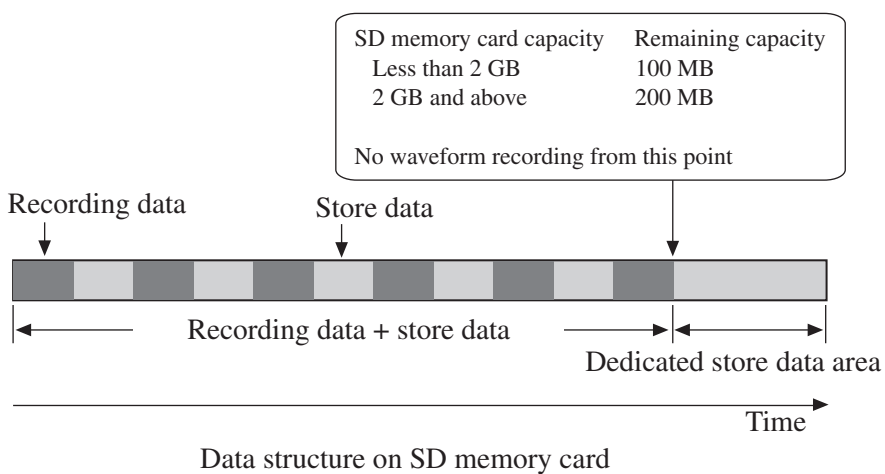 SD memory card capacity Remaining capacity
Less than 2 GB 100 MB
2 GB and above 200 MB
No waveform recording from this point
Recording data
Store data
Recording data + store data
Dedicated store data area
Time
Data structure on SD memory card